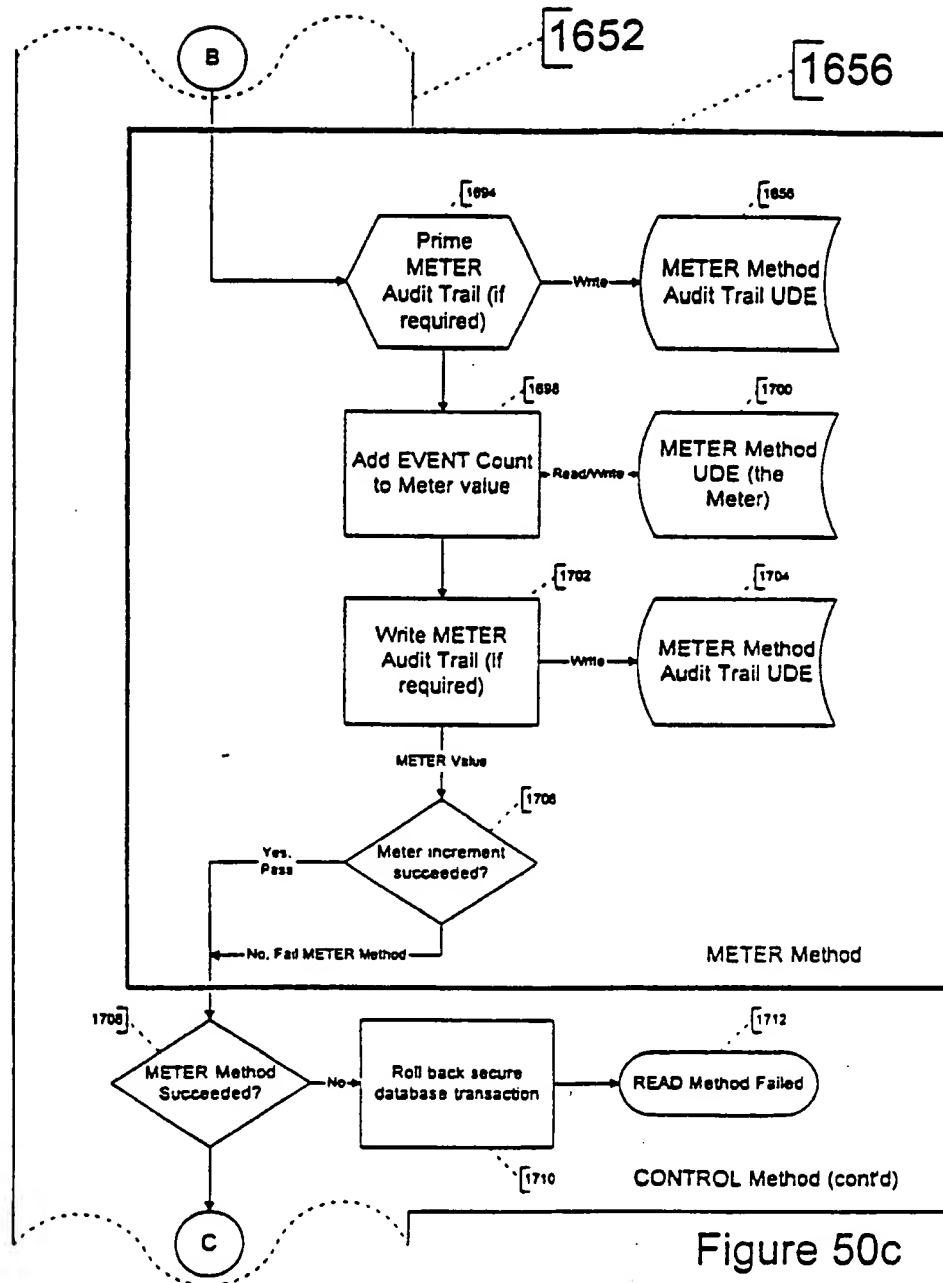 B
1652
1656
1694
1656
Prime
METER
Audit Trail (if
required)
Write
METER Method
Audit Trail UDE
1698
1700
Add EVENT Count
to Meter value
Read/Write
METER Method
UDE (the
Meter)
1702
1704
Write METER
Audit Trail (if
required)
Write
METER Method
Audit Trail UDE
METER Value
1706
Yes,
Pass
Meter increment
succeeded?
No, Fail METER Method
METER Method
1708
METER Method
Succeeded?
No
Roll back secure
database transaction
1712
READ Method Failed
1710
CONTROL Method (cont'd)
C
Figure 50c